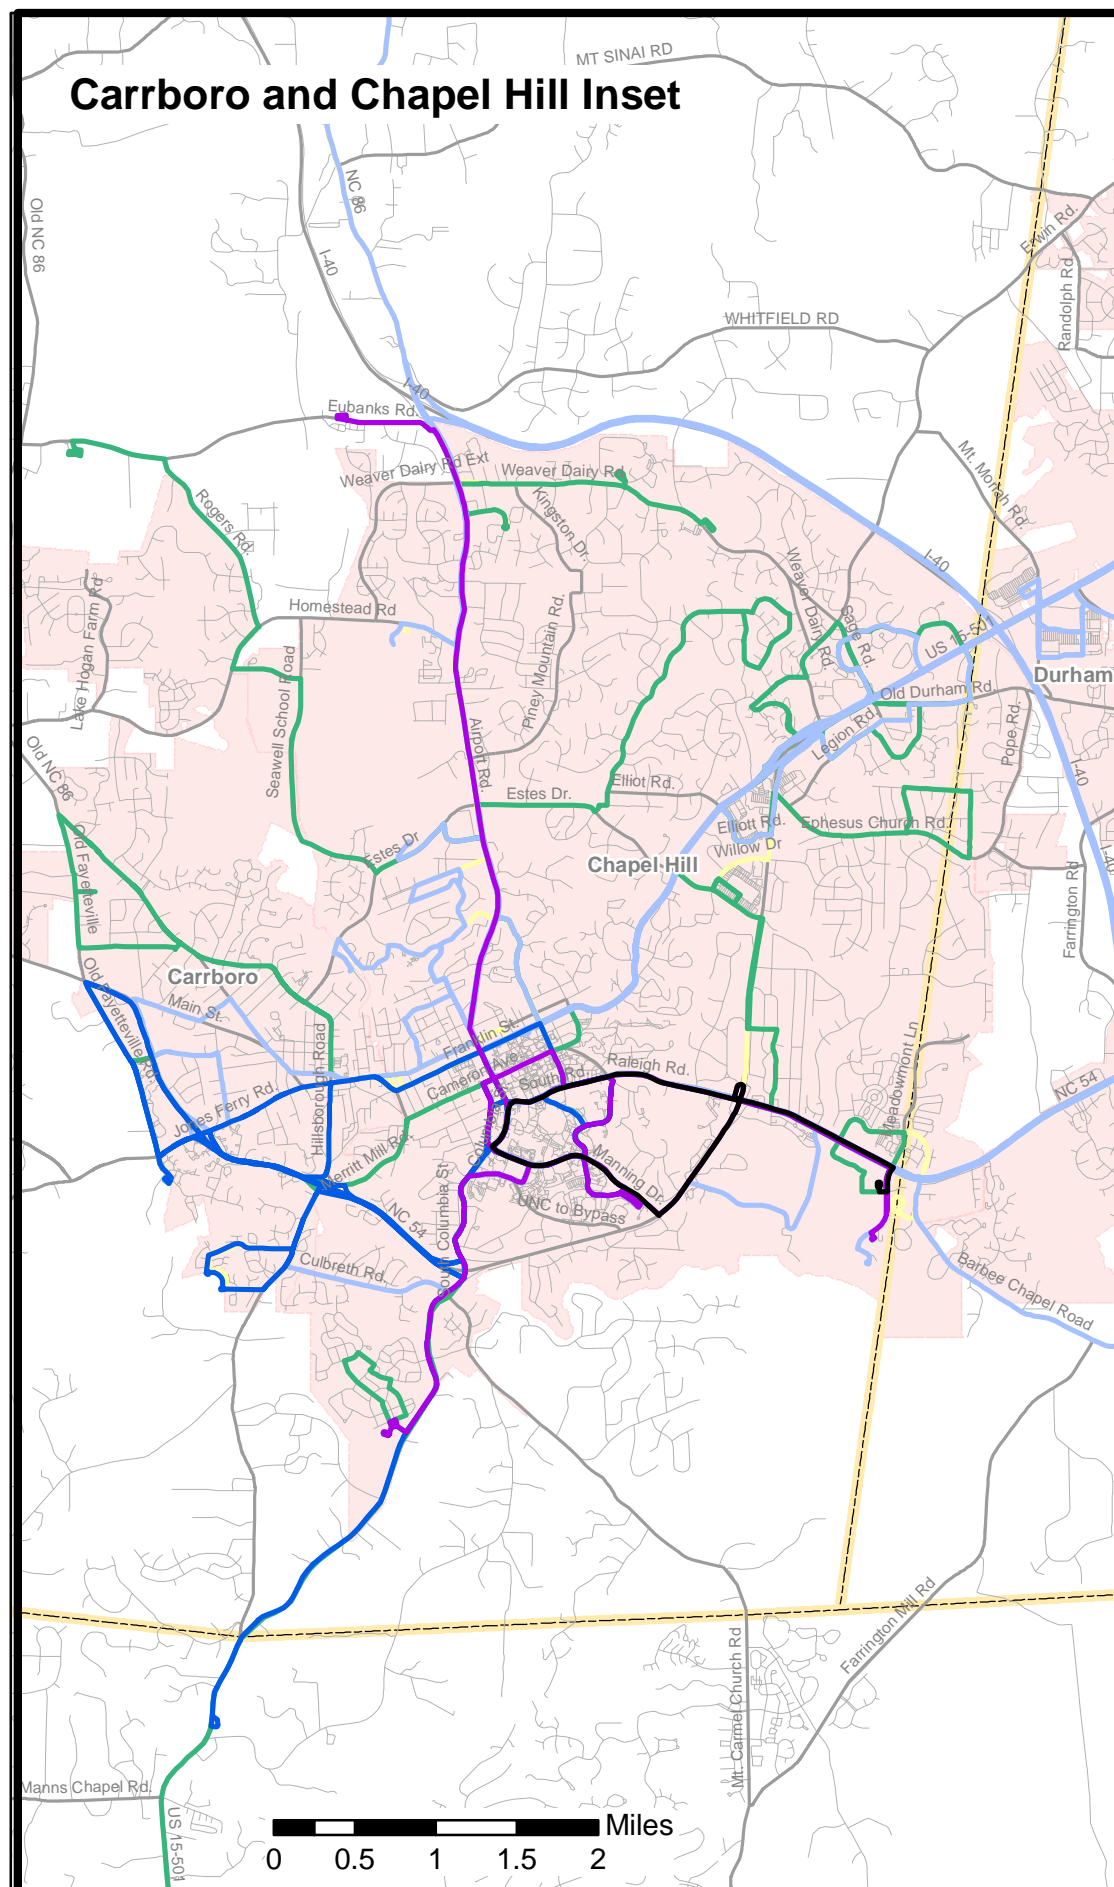 MT SINAI RD
Carrboro and Chapel Hill Inset
NC 86
Old NC 86
I-40
Erwin Rd.
Randolph Rd
WHITFIELD RD
I-40
Eubanks Rd.
Weaver Dairy Rd Ext
Weaver Dairy Rd
Mt. Moriah Rd.
Kingston Dr.
Rogers Rd.
I-40
Weaver Dairy Rd.
Sage Rd.
Lake Hogan Farm Rd
Homestead Rd
Piney Mountain Rd.
US 15-501
Durham
Old Durham Rd.
Seawell School Road
Airport Rd.
Legion Rd.
Pope Rd.
Old NC 86
I-40
Elliot Rd.
Estes Dr.
Elliott Rd.
Ephesus Church Rd.
Old Fayetteville
Estes Dr
Willow Dr
Chapel Hill
I-40
Farrington Rd
Carrboro
Old Fayetteville Rd.
Main St.
Franklin St.
Hillsborough Road
Cameron Ave.
Raleigh Rd.
South Rd.
Meadowmont Ln
NC 54
Jones Ferry Rd.
Columbia St
Merritt Mill Rd.
Manning Dr.
South Columbia St
NC 54
UNC to Bypass
Culbreth Rd.
Barbee Chapel Road
Farrington Mill Rd
Mt. Carmel Church Rd
Manns Chapel Rd.
US 15-501
Miles
0 0.5 1 1.5 2